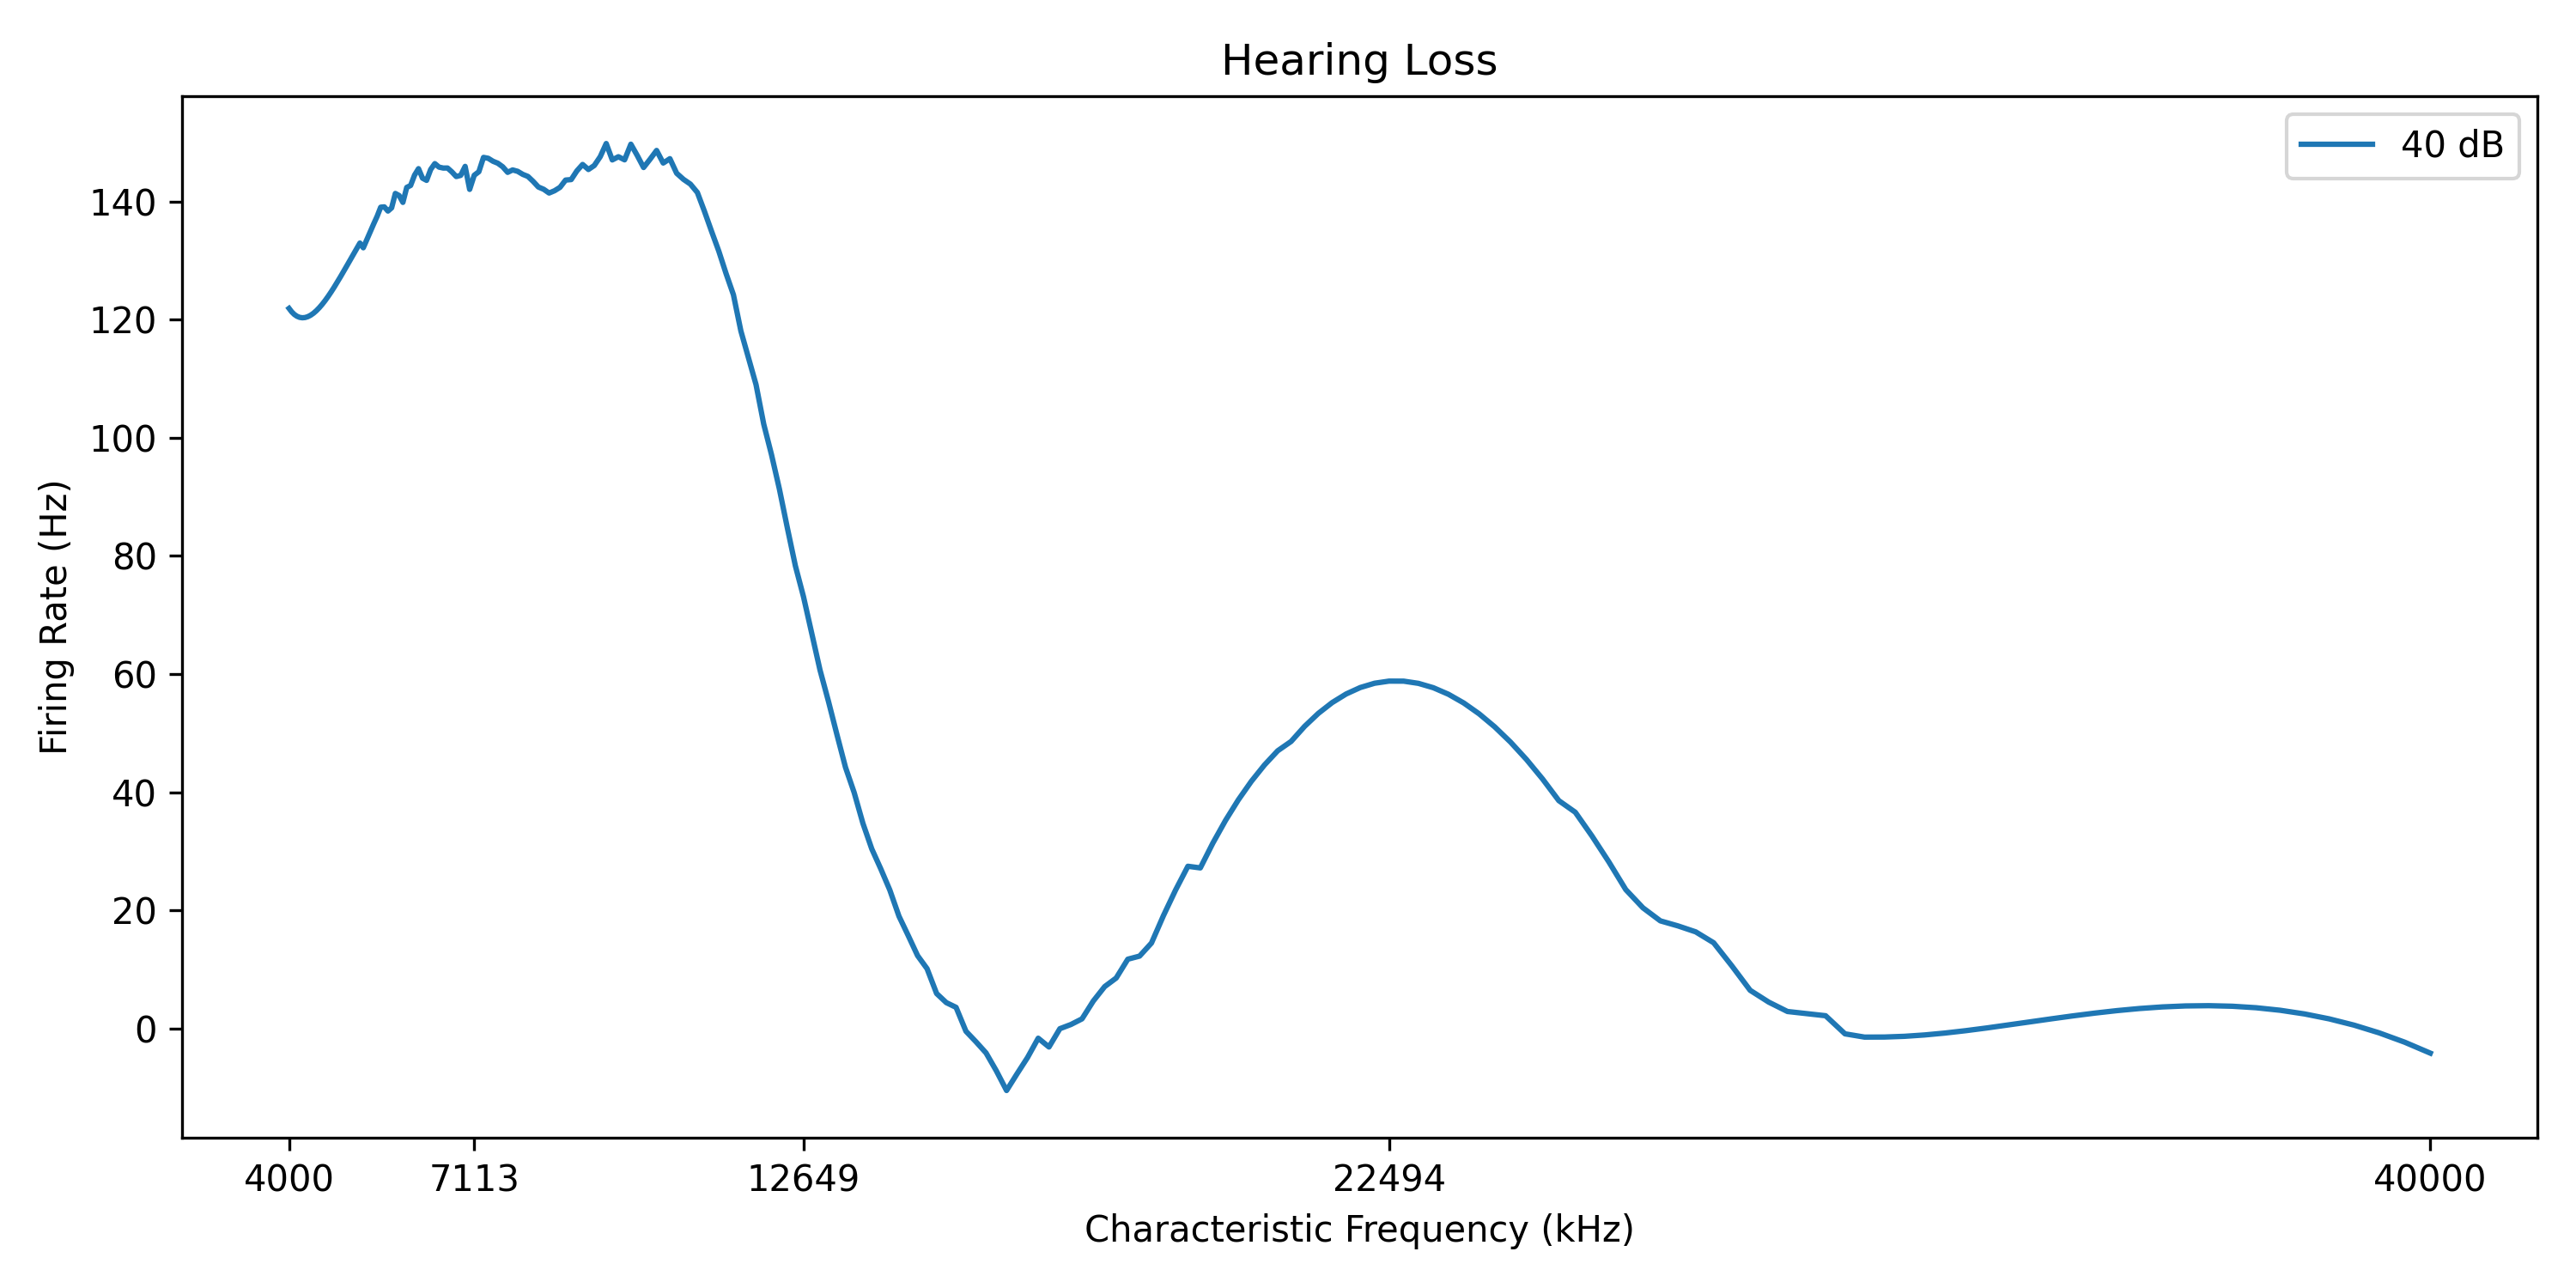 Hearing Loss
40 dB
140
120
100
80
60
40
20
0
Firing Rate (Hz)
4000 7113 12649 22494 40000
Characteristic Frequency (kHz)